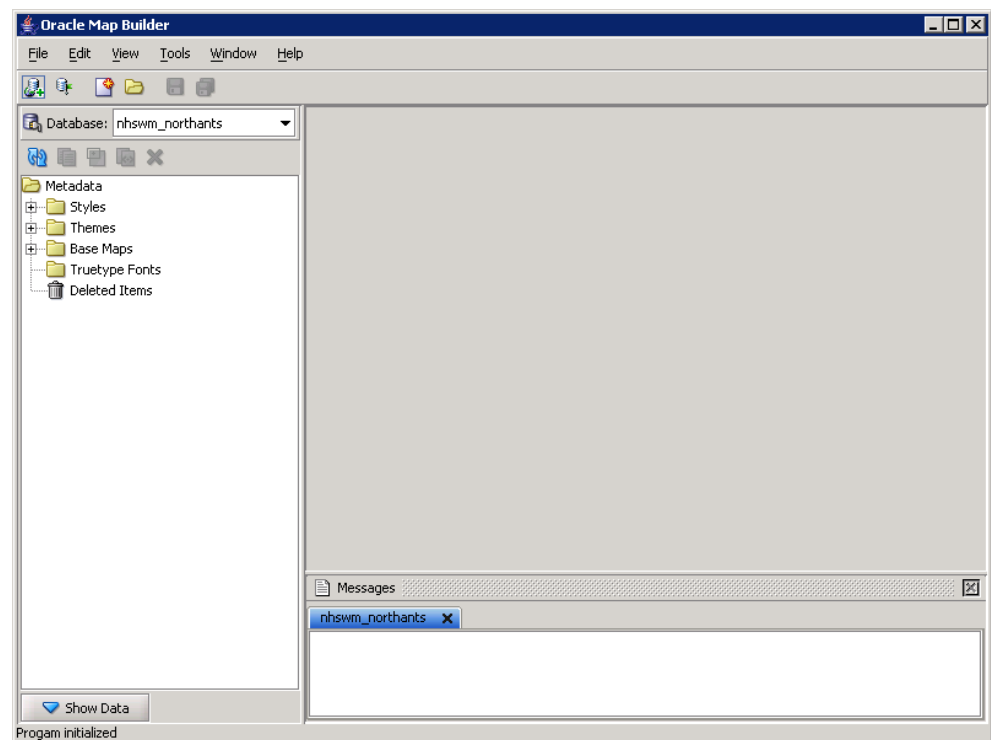 Oracle Map Builder
File Edit View Tools Window Help
Database: nhswm_northants
Metadata
Styles
Themes
Base Maps
Truetype Fonts
Deleted Items
Messages
nhswm_northants
Show Data
Progam initialized